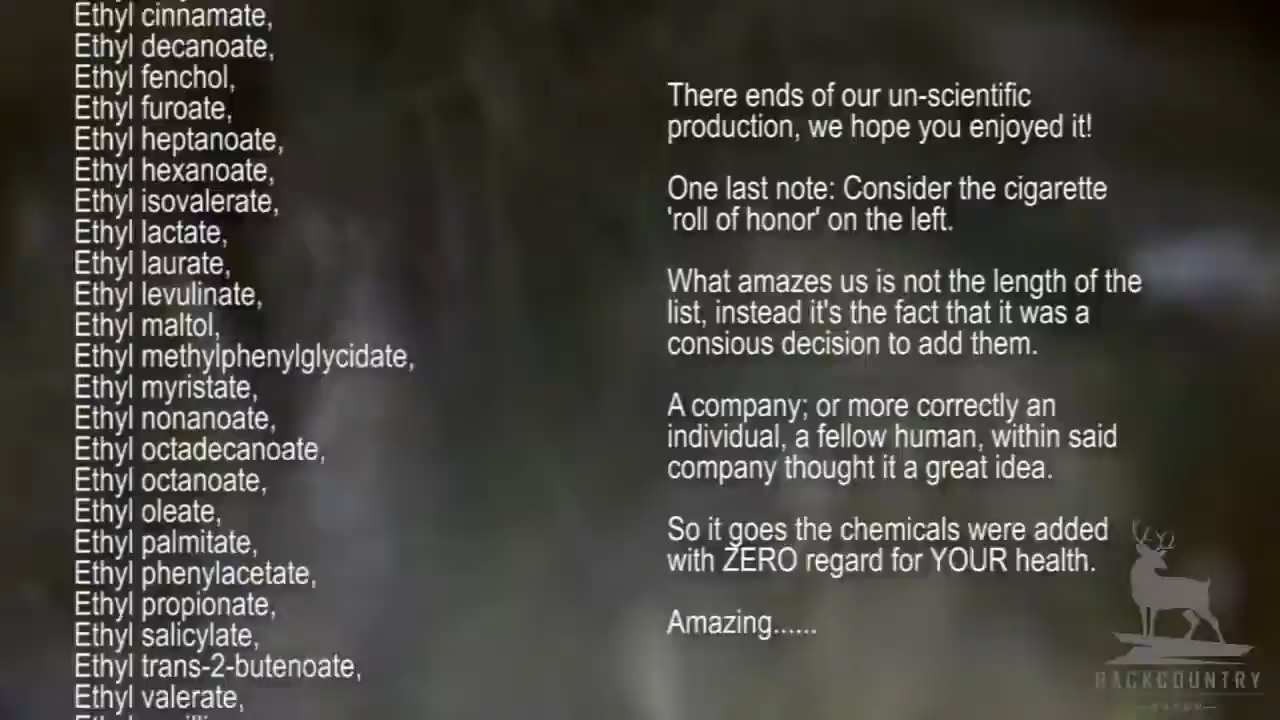 Ethyl cinnamate,
Ethyl decanoate,
Ethyl fenchol,
Ethyl furoate,
Ethyl heptanoate,
Ethyl hexanoate,
Ethyl isovalerate,
Ethyl lactate,
Ethyl laurate,
Ethyl levulinate,
Ethyl maltol,
Ethyl methylphenylglycidate,
Ethyl myristate,
Ethyl nonanoate,
Ethyl octadecanoate,
Ethyl octanoate,
Ethyl oleate,
Ethyl palmitate,
Ethyl phenylacetate,
Ethyl propionate,
Ethyl salicylate,
Ethyl trans-2-butenoate,
Ethyl valerate,
There ends of our un-scientific
production, we hope you enjoyed it!
One last note: Consider the cigarette
'roll of honor' on the left.
What amazes us is not the length of the
list, instead it's the fact that it was a
consious decision to add them.
A company; or more correctly an
individual, a fellow human, within said
company thought it a great idea.
So it goes the chemicals were added
with ZERO regard for YOUR health.
Amazing......
BACKCOUNTRY